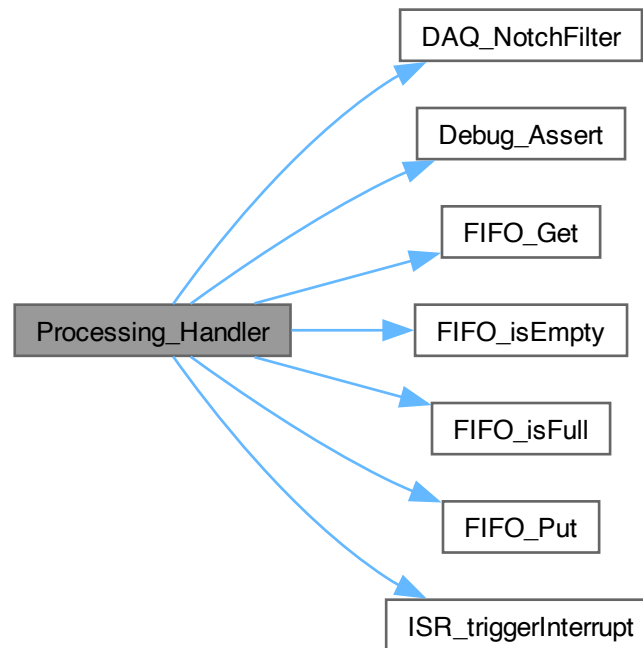 DAQ_NotchFilter
Debug_Assert
FIFO_Get
Processing_Handler
FIFO_isEmpty
FIFO_isFull
FIFO_Put
ISR_triggerInterrupt